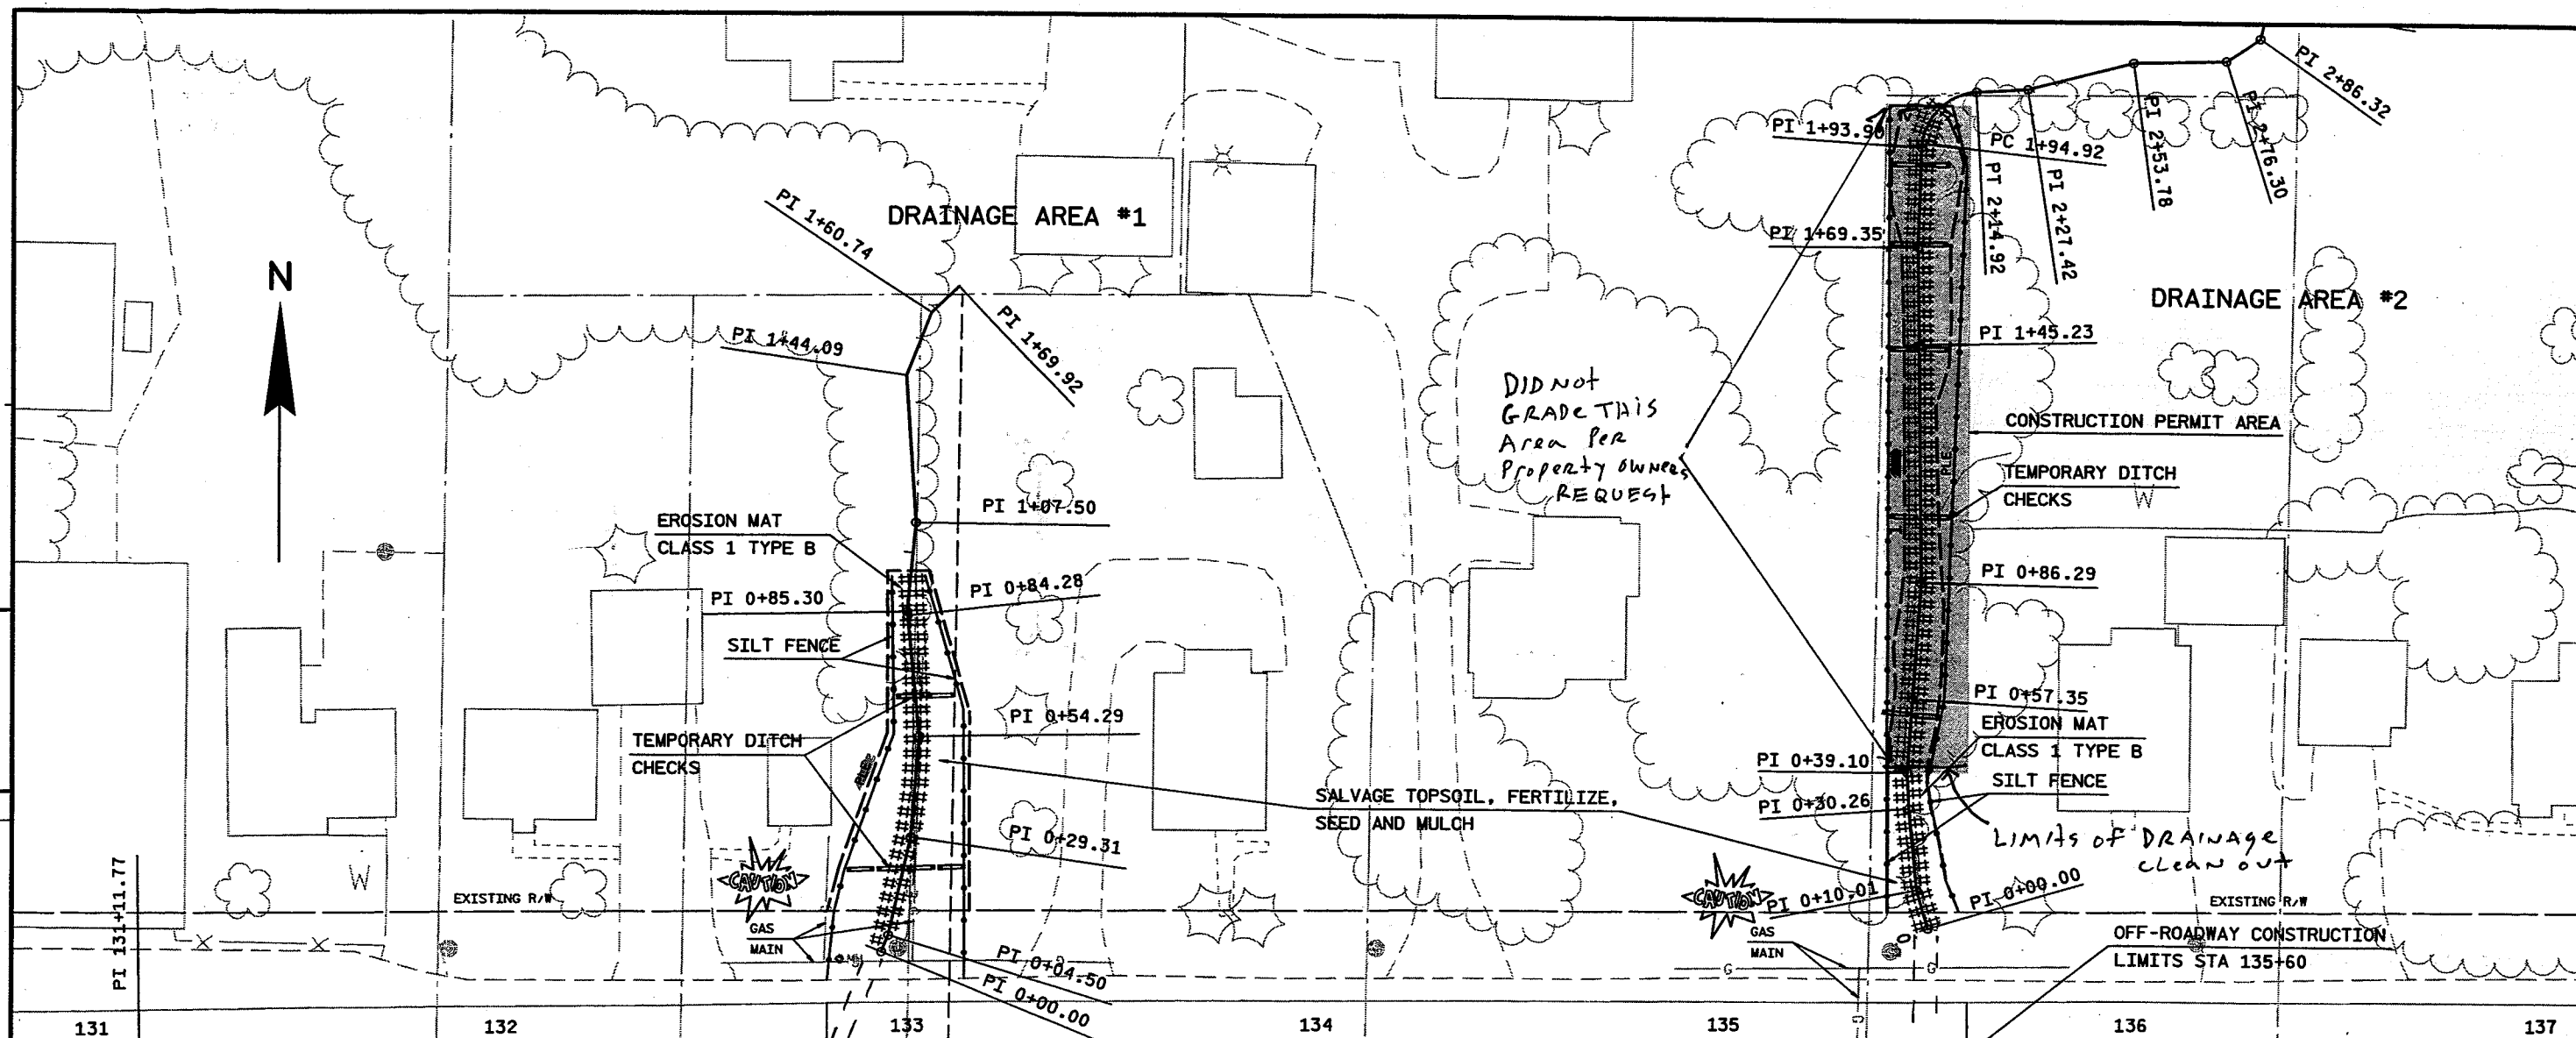 PI 2+86.32
PI 2+76.30
PI 2+53.78
PI 1+93.90
PC 1+94.92
PT 2+14.92
PI 2+27.42
PI 1+60.74
DRAINAGE AREA #1
PI 1+69.35
N
DRAINAGE AREA #2
PI 1+44.09
PI 1+69.92
PI 1+45.23
DID NOT
GRADE THIS
Area Per
Property OWNERS
REQUESt
CONSTRUCTION PERMIT AREA
PLE
TEMPORARY DITCH
CHECKS
W
PI 1+07.50
EROSION MAT
CLASS 1 TYPE B
PI 0+85.30
PI 0+84.28
PI 0+86.29
SILT FENCE
PI 0+54.29
TEMPORARY DITCH
CHECKS
PI 0+57.35
EROSION MAT
CLASS 1 TYPE B
SILT FENCE
PI 0+39.10
PI 0+30.26
SALVAGE TOPSOIL, FERTILIZE,
SEED AND MULCH
PI 0+29.31
LIMits OF DRAINAGE
CLEAN OUT
PI 131+11.77
W
CAUTION
CAUTION
PI 0+10.01
PI 0+00.00
EXISTING R/W
EXISTING R/W
GAS
MAIN
GAS
MAIN
G
G
G
PI 0+04.50
PI 0+00.00
OFF-ROADWAY CONSTRUCTION
LIMITS STA 135+60
131
132
133
134
135
136
137